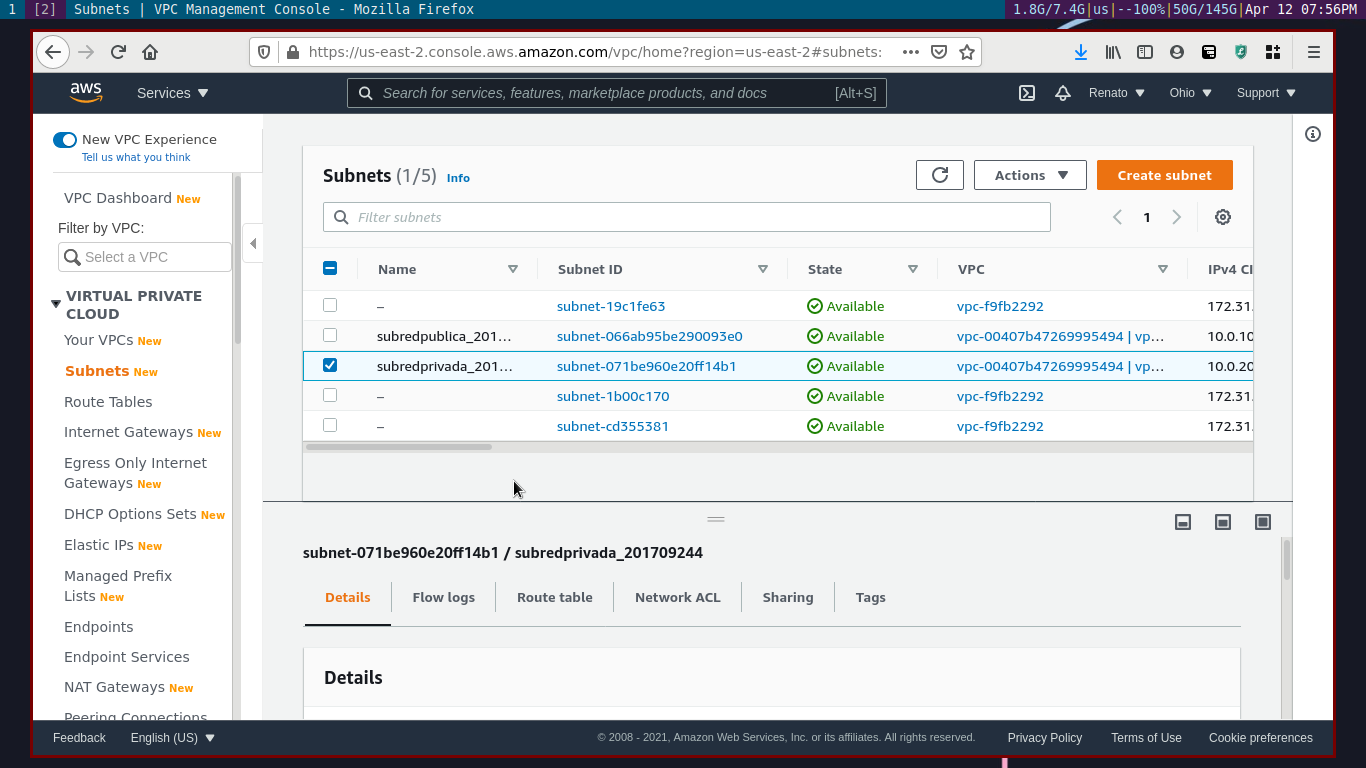 1 [2] Subnets | VPC Management Console - Mozilla Firefox 1.8G/7.4G|us|--100%|50G/145G|Apr 12 07:56PM
https://us-east-2.console.aws.amazon.com/vpc/home?region=us-east-2#subnets:
aws Services Search for services, features, marketplace products, and docs [Alt+S] Renato Ohio Support
New VPC Experience
Tell us what you think
VPC Dashboard New
Filter by VPC:
Select a VPC
VIRTUAL PRIVATE
CLOUD
Your VPCs New
Subnets New
Route Tables
Internet Gateways New
Egress Only Internet
Gateways New
DHCP Options Sets New
Elastic IPs New
Managed Prefix
Lists New
Endpoints
Endpoint Services
NAT Gateways New
Peering Connections
Subnets (1/5) Info Actions Create subnet
Filter subnets 1
Name Subnet ID State VPC IPv4 CI
– subnet-19c1fe63 Available vpc-f9fb2292 172.31.
subredpublica_201... subnet-066ab95be290093e0 Available vpc-00407b47269995494 | vp... 10.0.10
subredprivada_201... subnet-071be960e20ff14b1 Available vpc-00407b47269995494 | vp... 10.0.20
– subnet-1b00c170 Available vpc-f9fb2292 172.31.
– subnet-cd355381 Available vpc-f9fb2292 172.31.
subnet-071be960e20ff14b1 / subredprivada_201709244
Details Flow logs Route table Network ACL Sharing Tags
Details
Feedback English (US) © 2008 - 2021, Amazon Web Services, Inc. or its affiliates. All rights reserved. Privacy Policy Terms of Use Cookie preferences